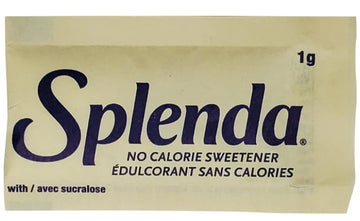 1g
Splenda®
NO CALORIE SWEETENER
ÉDULCORANT SANS CALORIES
with / avec sucralose